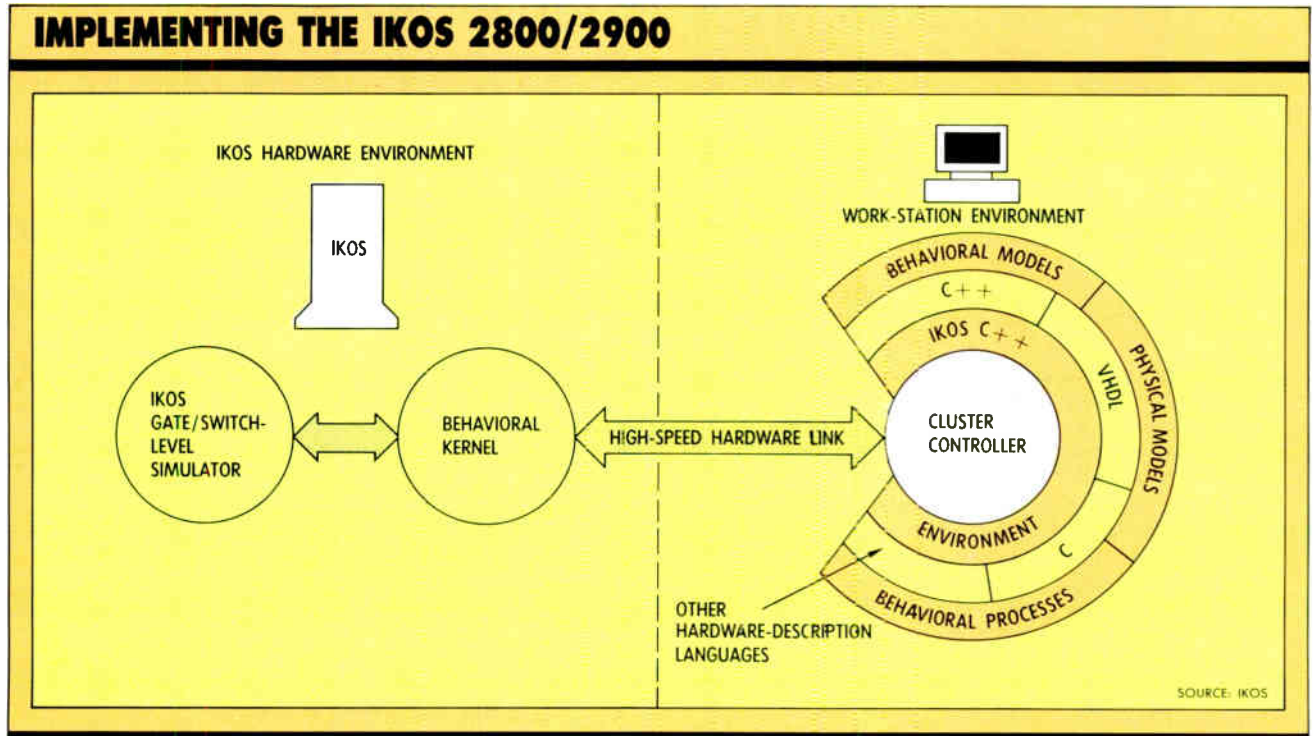 IMPLEMENTING THE IKOS 2800/2900
IKOS HARDWARE ENVIRONMENT
IKOS
IKOS
GATE/SWITCH-
LEVEL
SIMULATOR
BEHAVIORAL
KERNEL
HIGH-SPEED HARDWARE LINK
WORK-STATION ENVIRONMENT
BEHAVIORAL MODELS
C++
IKOS C++
VHDL
PHYSICAL MODELS
CLUSTER
CONTROLLER
ENVIRONMENT
C
BEHAVIORAL PROCESSES
OTHER
HARDWARE-DESCRIPTION
LANGUAGES
SOURCE: IKOS